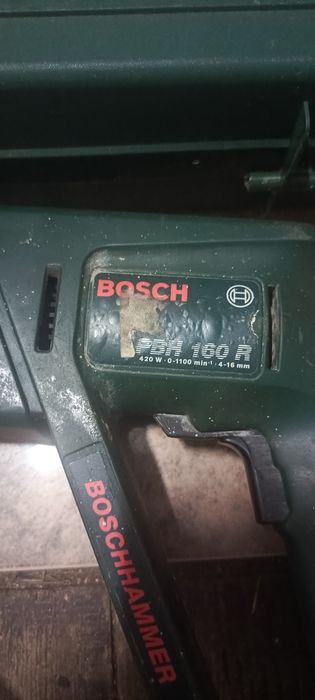 BOSCH
PBH 160 R
420 W · 0-1100 min⁻¹ · 4-16 mm
BOSCHHAMMER